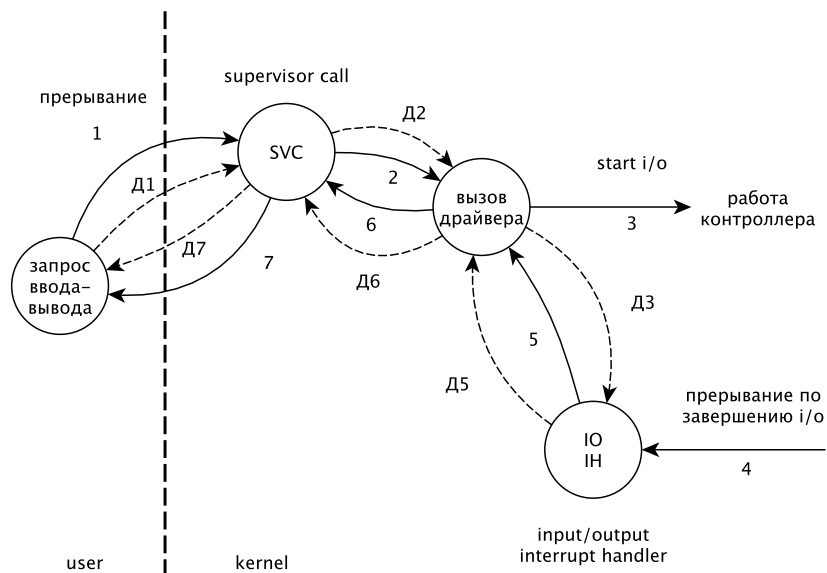 supervisor call
прерывание
1
Д2
SVC
start i/o
2
Д1
вызов
драйвера
работа
контроллера
3
6
Д7
7
запрос
ввода-
вывода
Д6
Д3
5
Д5
прерывание по
завершению i/o
IO
IH
4
input/output
interrupt handler
user
kernel